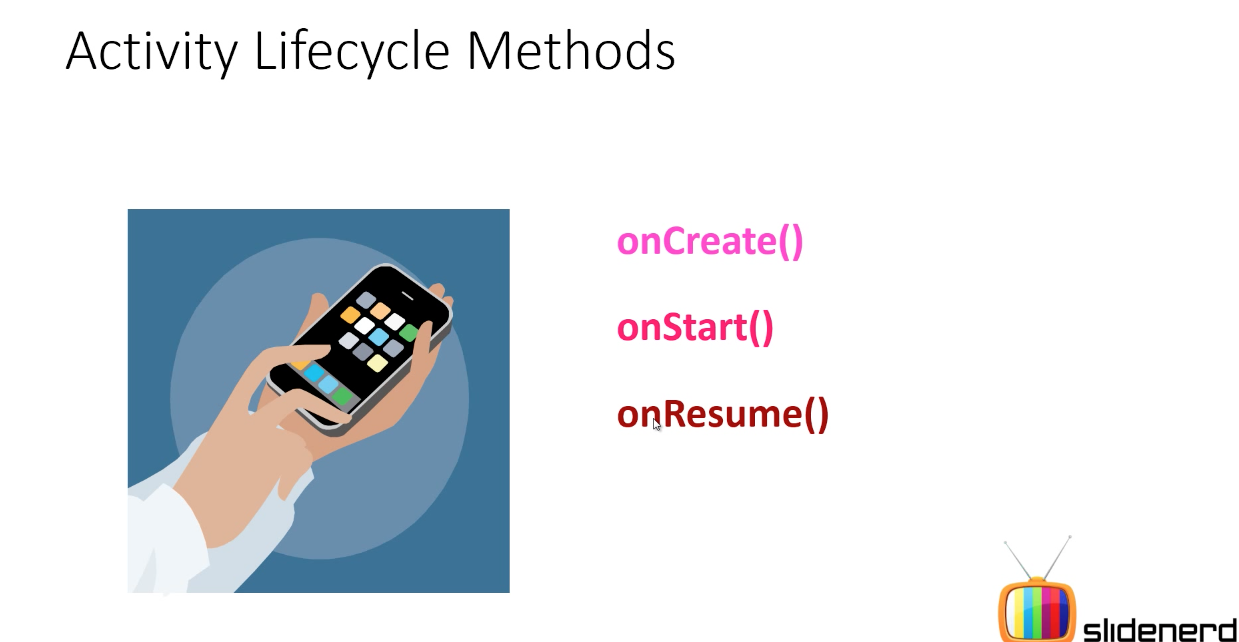 Activity Lifecycle Methods
onCreate()
onStart()
onResume()
slidenerd